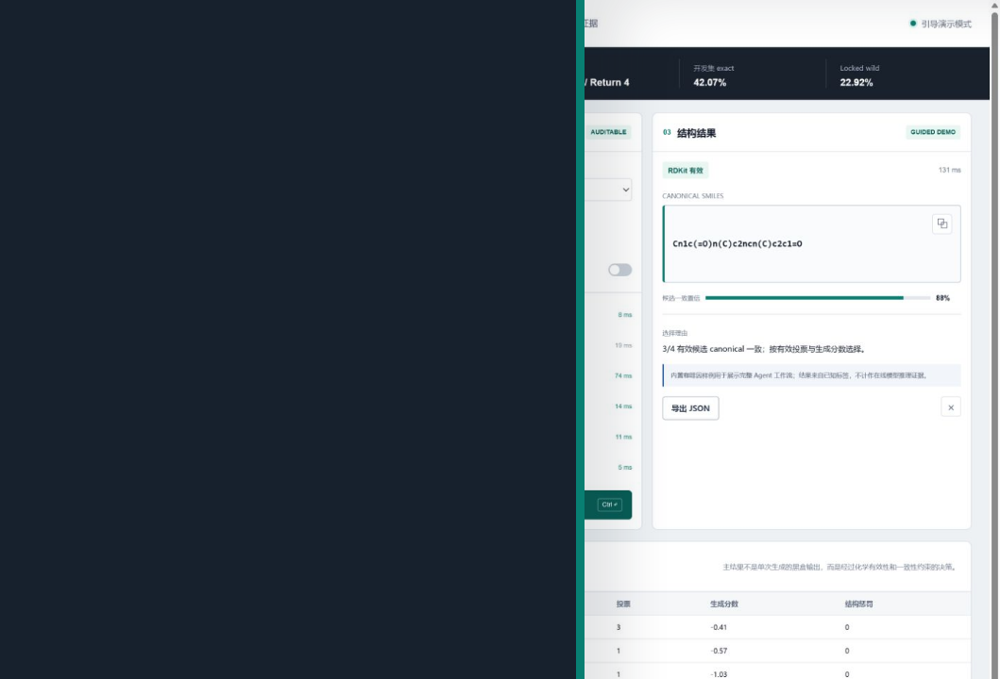 证据
引导演示模式
/ Return 4
开发集 exact
42.07%
Locked wild
22.92%
AUDITABLE
6 ms
19 ms
74 ms
14 ms
11 ms
5 ms
Ctrl ↵
03 结构结果
GUIDED DEMO
RDKit 有效
131 ms
CANONICAL SMILES
Cn1c(=O)n(C)c2ncn(C)c2c1=O
候选一致置信
88%
选择理由
3/4 有效候选 canonical 一致；按有效投票与生成分数选择。
内置咖啡因样例用于展示完整 Agent 工作流；结果来自已知标签，不计作在线模型推理证据。
导出 JSON
主结果不是单次生成的黑盒输出，而是经过化学有效性和一致性约束的决策。
投票 生成分数 结构惩罚
3 -0.41 0
1 -0.57 0
1 -1.03 0